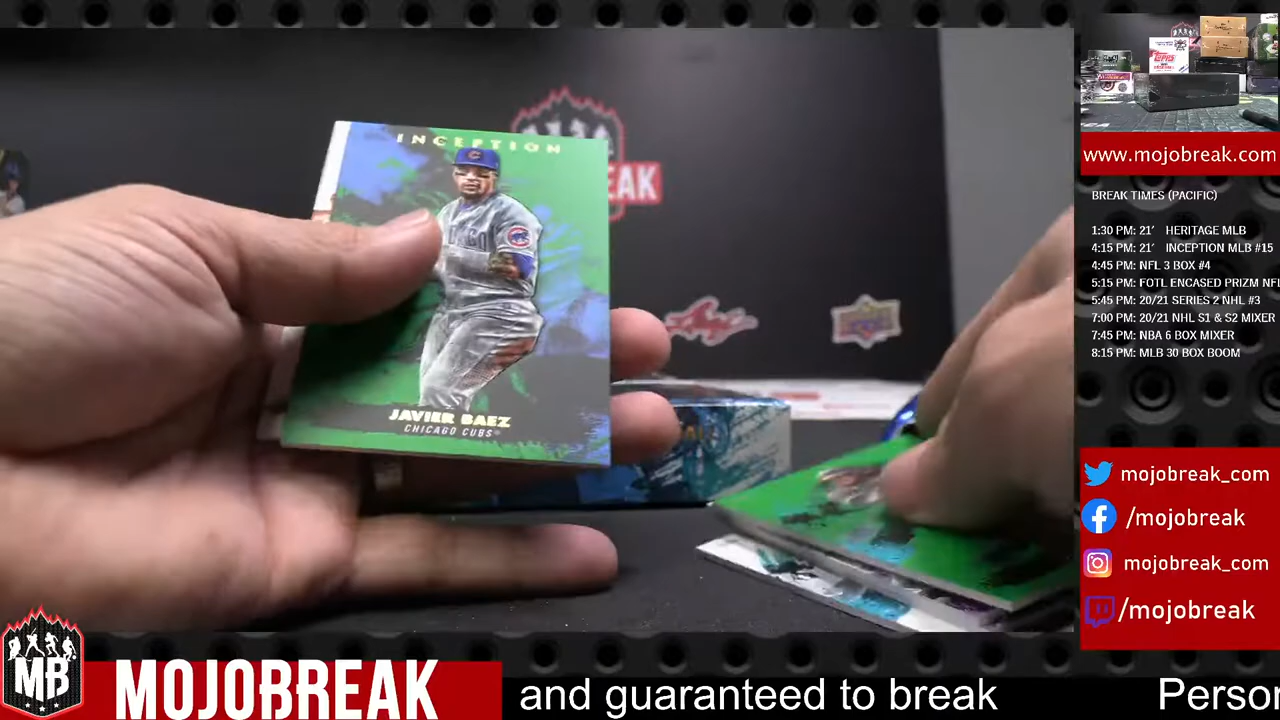 INCEPTION
JAVIER BAEZ
CHICAGO CUBS
EAK
C
www.mojobreak.com
BREAK TIMES (PACIFIC)
1:30 PM: 21' HERITAGE MLB
4:15 PM: 21' INCEPTION MLB #15
4:45 PM: NFL 3 BOX #4
5:15 PM: FOTL ENCASED PRIZM NFL
5:45 PM: 20/21 SERIES 2 NHL #3
7:00 PM: 20/21 NHL S1 & S2 MIXER
7:45 PM: NBA 6 BOX MIXER
8:15 PM: MLB 30 BOX BOOM
mojobreak_com
/mojobreak
mojobreak_com
/mojobreak
MB
MOJOBREAK
and guaranteed to break
Person